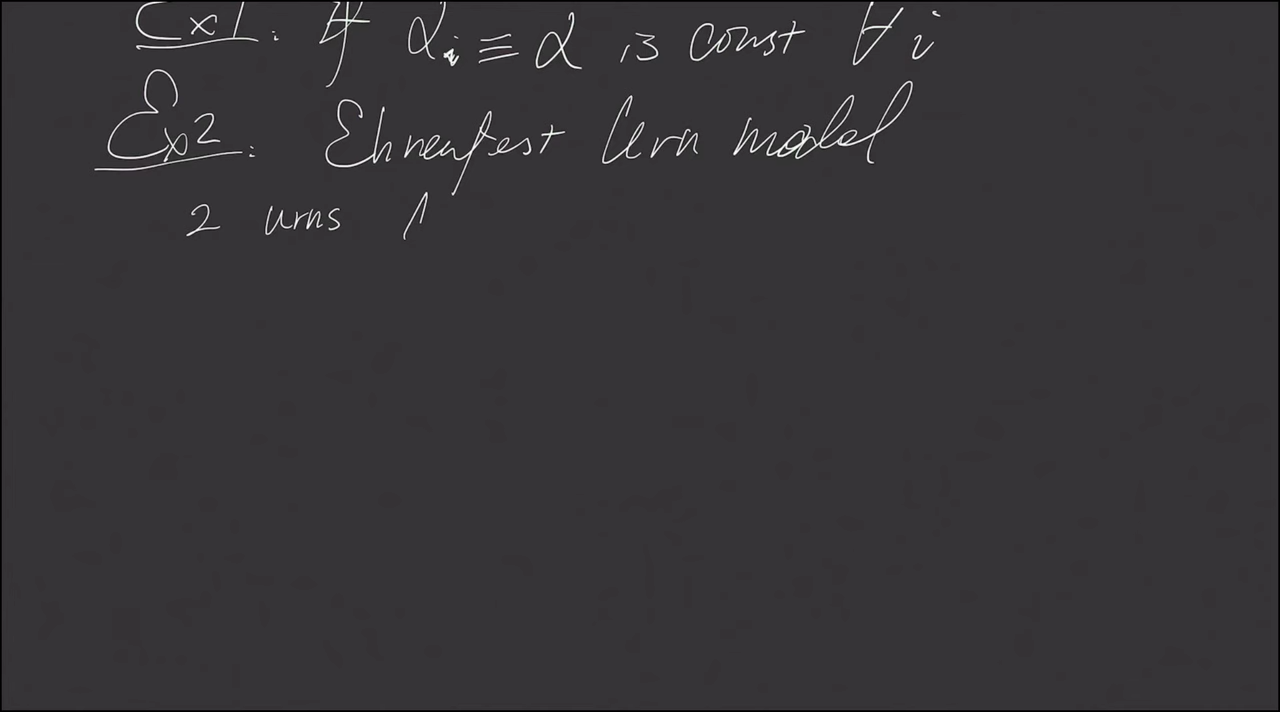 Ex1: If α_i ≡ α is const ∀ i
Ex2: Ehrenfest Urn model
2 urns